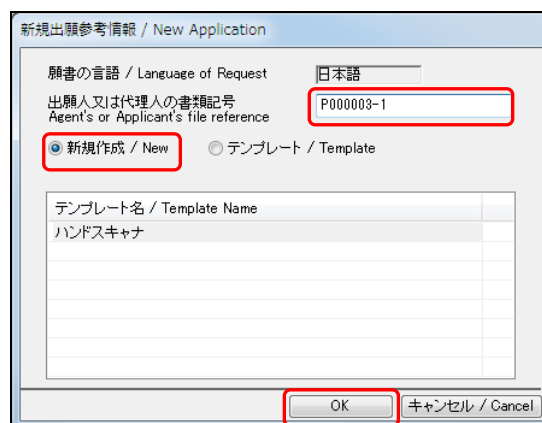 新規出願参考情報 / New Application
願書の言語 / Language of Request 日本語
出願人又は代理人の書類記号 P000003-1
Agent's or Applicant's file reference
新規作成 / New テンプレート / Template
テンプレート名 / Template Name
ハンドスキャナ
OK キャンセル / Cancel